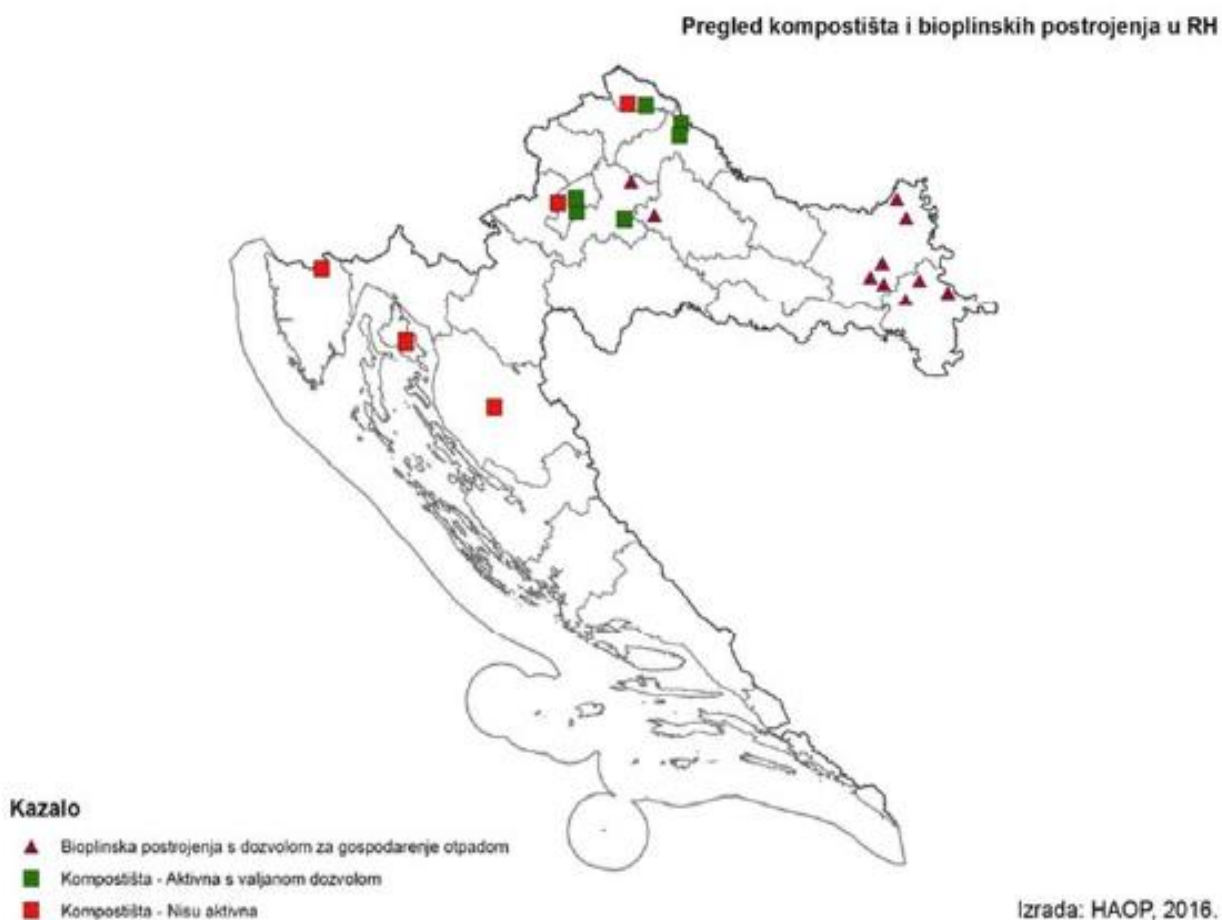 Pregled kompostišta i bioplinskih postrojenja u RH
Kazalo
Bioplinska postrojenja s dozvolom za gospodarenje otpadom
Kompostišta - Aktivna s valjanom dozvolom
Kompostišta - Nisu aktivna
Izrada: HAOP, 2016.